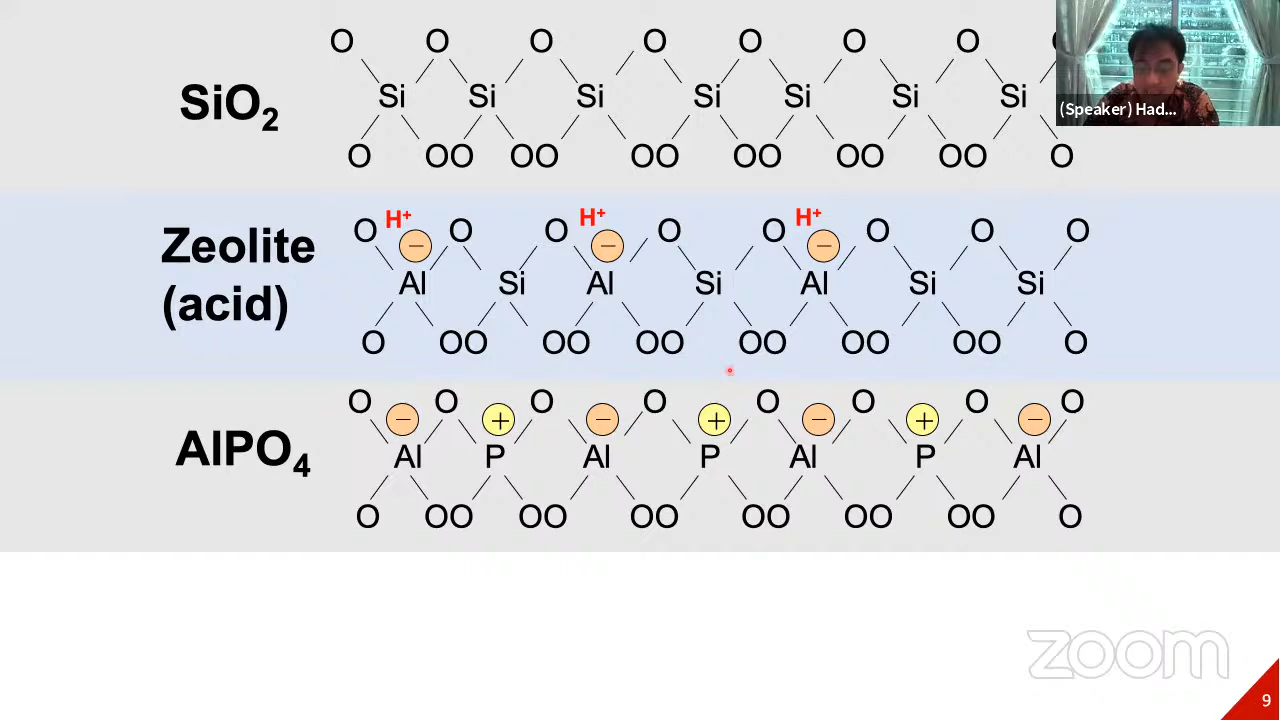 O O O O O O O
SiO₂ Si Si Si Si Si Si Si
O OO OO OO OO OO OO O
(Speaker) Had...
H⁺ H⁺ H⁺
O − O O − O O − O O O
Zeolite
(acid)
Al Si Al Si Al Si Si
O OO OO OO OO OO OO O
O − O + O − O + O − O + O − O
AlPO₄ Al P Al P Al P Al
O OO OO OO OO OO OO O
zoom
9